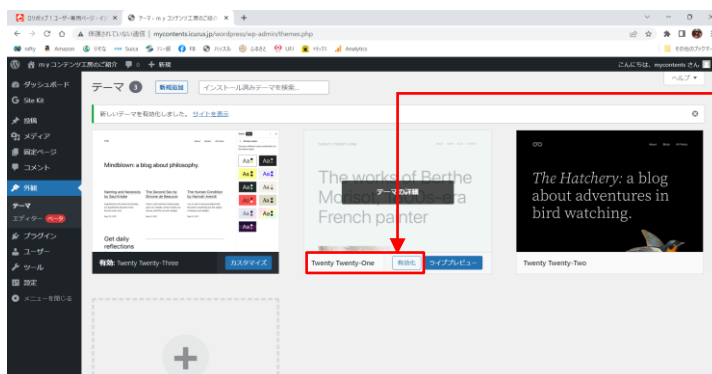 ロリポップ！ユーザー専用ページ - イン
テーマ - my コンテンツ工房のご紹介
保護されていない通信 | mycontents.icurus.jp/wordpress/wp-admin/themes.php
nifty
Amazon
Suica
FB
UIJ
Analytics
その他のブックマ
my コンテンツ工房のご紹介
0
新規
こんにちは、mycontents さん
ヘルプ ▼
ダッシュボード
Site Kit
投稿
メディア
固定ページ
コメント
外観
テーマ
エディター ベータ
プラグイン
ユーザー
ツール
設定
メニューを閉じる
テーマ 3 新規追加 インストール済みテーマを検索...
新しいテーマを有効化しました。 サイトを表示
Mindblown: a blog about philosophy.
Get daily
reflections
有効: Twenty Twenty-Three
カスタマイズ
The works of Berthe
Morisot, 1800s-era
French painter
テーマの詳細
Twenty Twenty-One
有効化
ライブプレビュー
The Hatchery: a blog
about adventures in
bird watching.
Twenty Twenty-Two